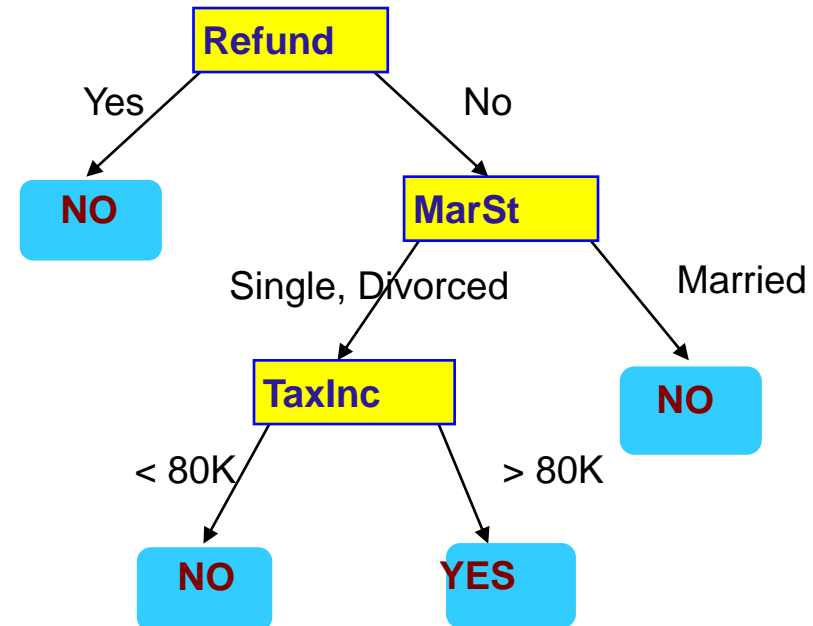 Refund
Yes
No
NO
MarSt
Single, Divorced
Married
TaxInc
NO
< 80K
> 80K
NO
YES